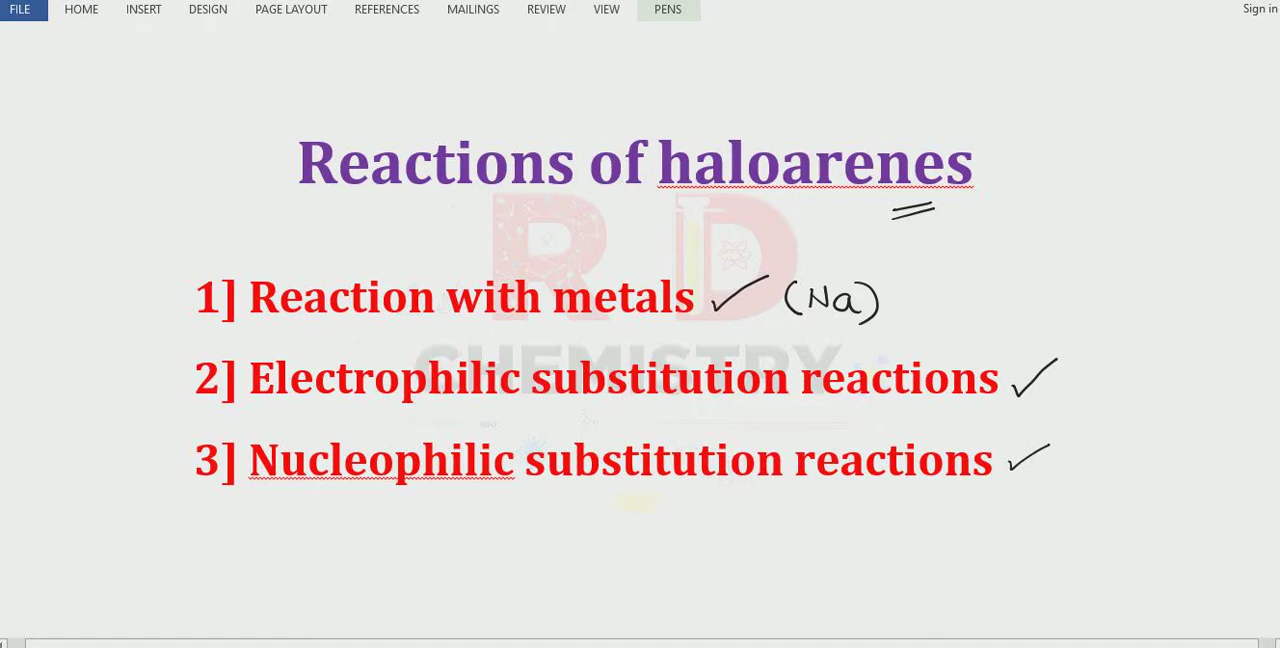 FILE HOME INSERT DESIGN PAGE LAYOUT REFERENCES MAILINGS REVIEW VIEW PENS Sign in
Reactions of haloarenes
R D
1] Reaction with metals ✓ (Na)
CHEMISTRY
2] Electrophilic substitution reactions ✓
3] Nucleophilic substitution reactions ✓